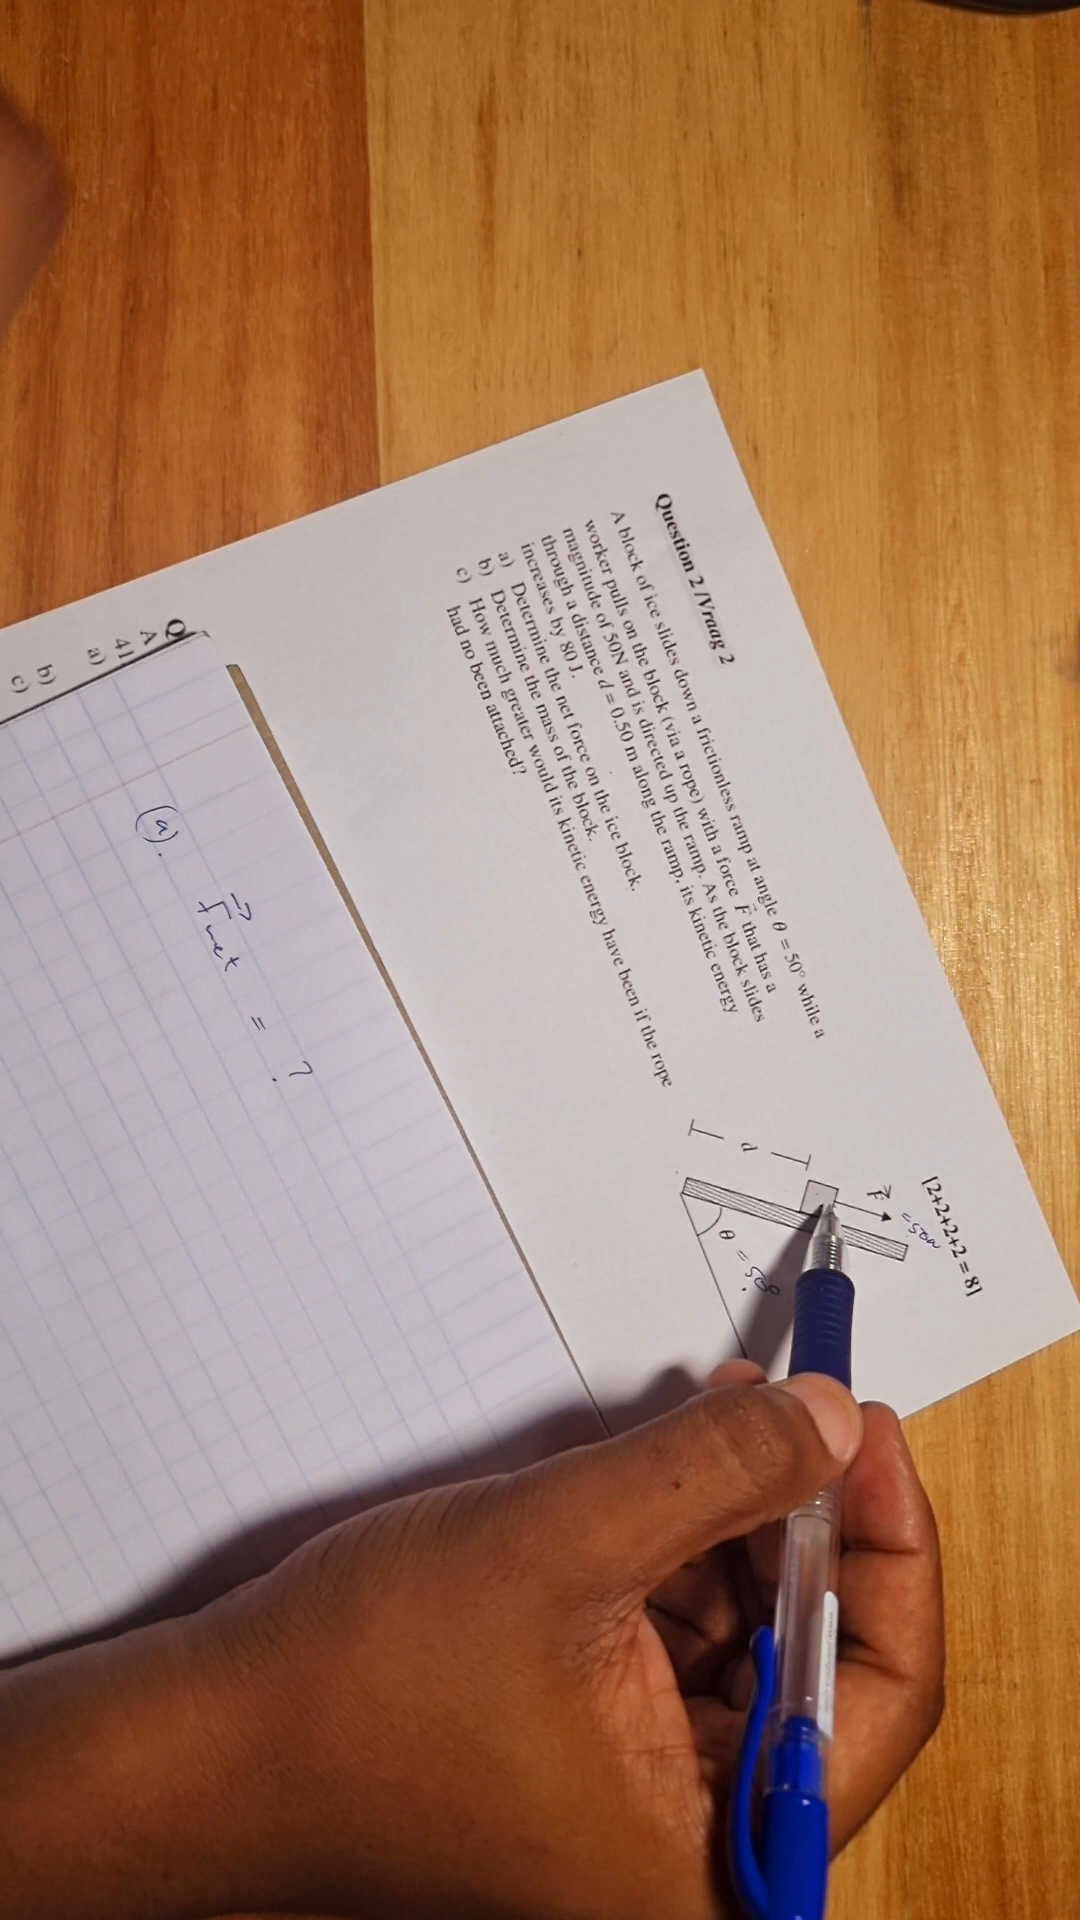 [2+2+2+2 = 8]
Question 2 /Vraag 2
A block of ice slides down a frictionless ramp at angle θ = 50° while a
worker pulls on the block (via a rope) with a force F⃗ that has a
magnitude of 50N and is directed up the ramp. As the block slides
through a distance d = 0.50 m along the ramp, its kinetic energy
increases by 80 J.
a) Determine the net force on the ice block.
b) Determine the mass of the block.
c) How much greater would its kinetic energy have been if the rope
had no been attached?
F⃗
= 50N
d
θ = 50°
Q
A
41
a)
b)
c)
(a). F⃗net = ?